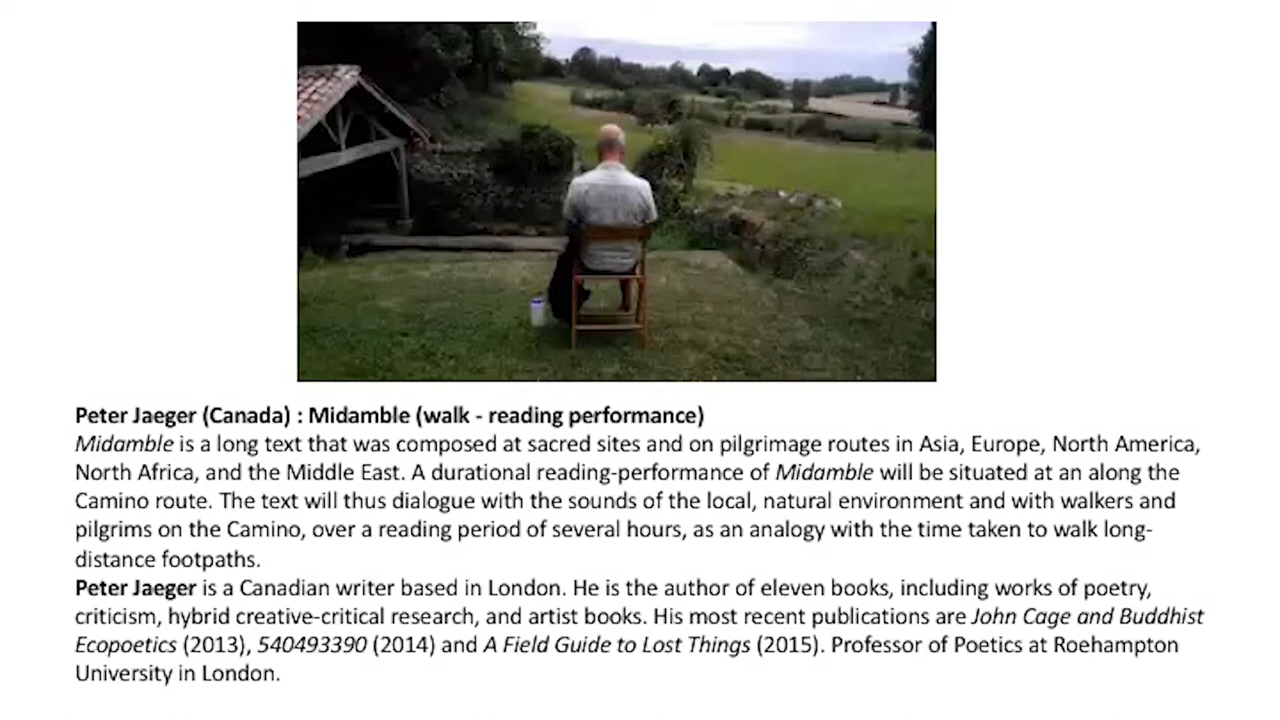 Peter Jaeger (Canada) : Midamble (walk - reading performance)
Midamble is a long text that was composed at sacred sites and on pilgrimage routes in Asia, Europe, North America,
North Africa, and the Middle East. A durational reading-performance of Midamble will be situated at an along the
Camino route. The text will thus dialogue with the sounds of the local, natural environment and with walkers and
pilgrims on the Camino, over a reading period of several hours, as an analogy with the time taken to walk long-
distance footpaths.
Peter Jaeger is a Canadian writer based in London. He is the author of eleven books, including works of poetry,
criticism, hybrid creative-critical research, and artist books. His most recent publications are John Cage and Buddhist
Ecopoetics (2013), 540493390 (2014) and A Field Guide to Lost Things (2015). Professor of Poetics at Roehampton
University in London.